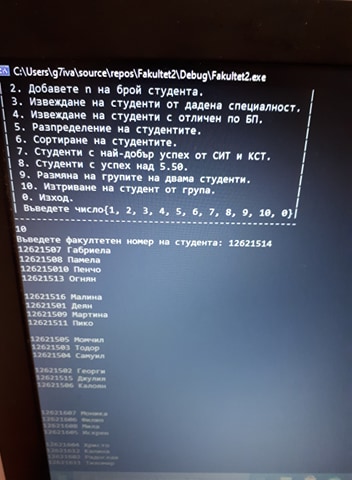 C:\Users\g7iva\source\repos\Fakultet2\Debug\Fakultet2.exe
| 2. Добавете n на брой студента. |
| 3. Извеждане на студенти от дадена специалност. |
| 4. Извеждане на студенти с отличен по БП. |
| 5. Разпределение на студентите. |
| 6. Сортиране на студентите. |
| 7. Студенти с най-добър успех от СИТ и КСТ. |
| 8. Студенти с успех над 5.50. |
| 9. Размяна на групите на двама студенти. |
| 10. Изтриване на студент от група. |
| 0. Изход. |
| Въведете число{1, 2, 3, 4, 5, 6, 7, 8, 9, 10, 0}|
10
Въведете факултетен номер на студента: 12621514
12621507 Габриела
12621508 Памела
126215010 Пенчо
12621513 Огнян
12621516 Малина
12621501 Деян
12621509 Мартина
12621511 Пико
12621505 Момчил
12621503 Тодор
12621504 Самуил
12621502 Георги
12621515 Джулия
12621506 Калоян
12621607 Моника